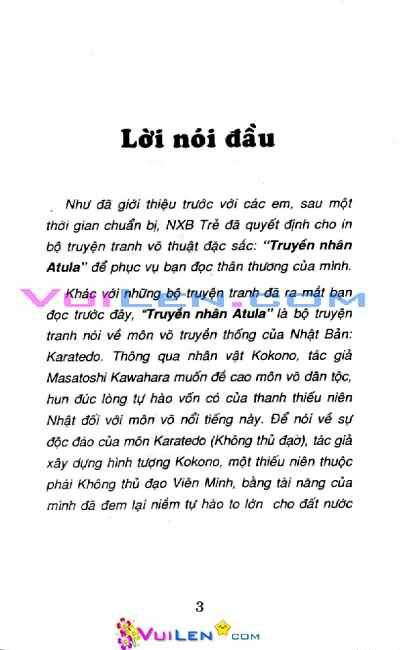 Lời nói đầu
Như đã giới thiệu trước với các em, sau một
thời gian chuẩn bị, NXB Trẻ đã quyết định cho in
bộ truyện tranh võ thuật đặc sắc: “Truyền nhân
Atula” để phục vụ bạn đọc thân thương của mình.
Khác với những bộ truyện tranh đã ra mắt bạn
VuiLen.com
đọc trước đây, “Truyền nhân Atula” là bộ truyện
tranh nói về môn võ truyền thống của Nhật Bản:
Karatedo. Thông qua nhân vật Kokono, tác giả
Masatoshi Kawahara muốn đề cao môn võ dân tộc,
hun đúc lòng tự hào vốn có của thanh thiếu niên
Nhật đối với môn võ nổi tiếng này. Để nói về sự
độc đáo của môn Karatedo (Không thủ đạo), tác giả
xây dựng hình tượng Kokono, một thiếu niên thuộc
phái Không thủ đạo Viên Minh, bằng tài năng của
mình đã đem lại niềm tự hào to lớn cho đất nước
3
VuiLen.com